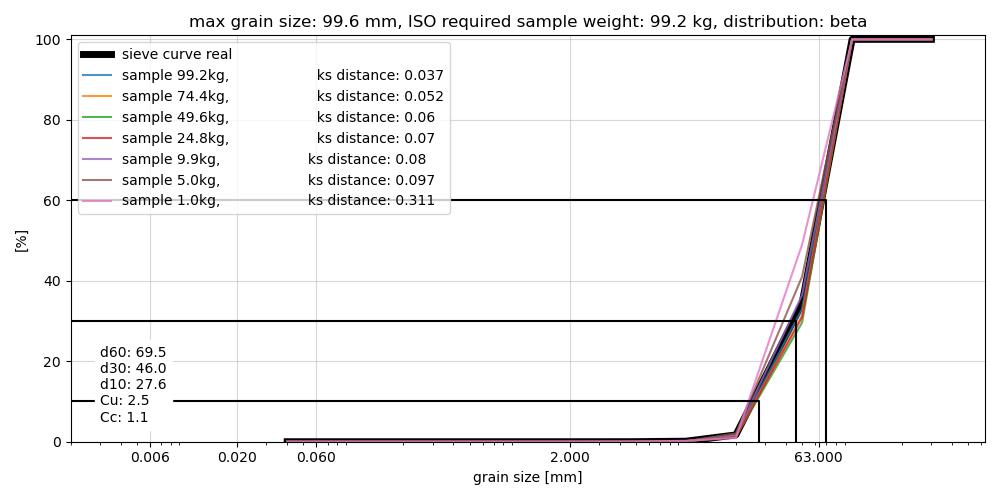 max grain size: 99.6 mm, ISO required sample weight: 99.2 kg, distribution: beta
100
80
60
40
20
0
[%]
sieve curve real
sample 99.2kg, ks distance: 0.037
sample 74.4kg, ks distance: 0.052
sample 49.6kg, ks distance: 0.06
sample 24.8kg, ks distance: 0.07
sample 9.9kg, ks distance: 0.08
sample 5.0kg, ks distance: 0.097
sample 1.0kg, ks distance: 0.311
d60: 69.5
d30: 46.0
d10: 27.6
Cu: 2.5
Cc: 1.1
0.006 0.020 0.060 2.000 63.000
grain size [mm]